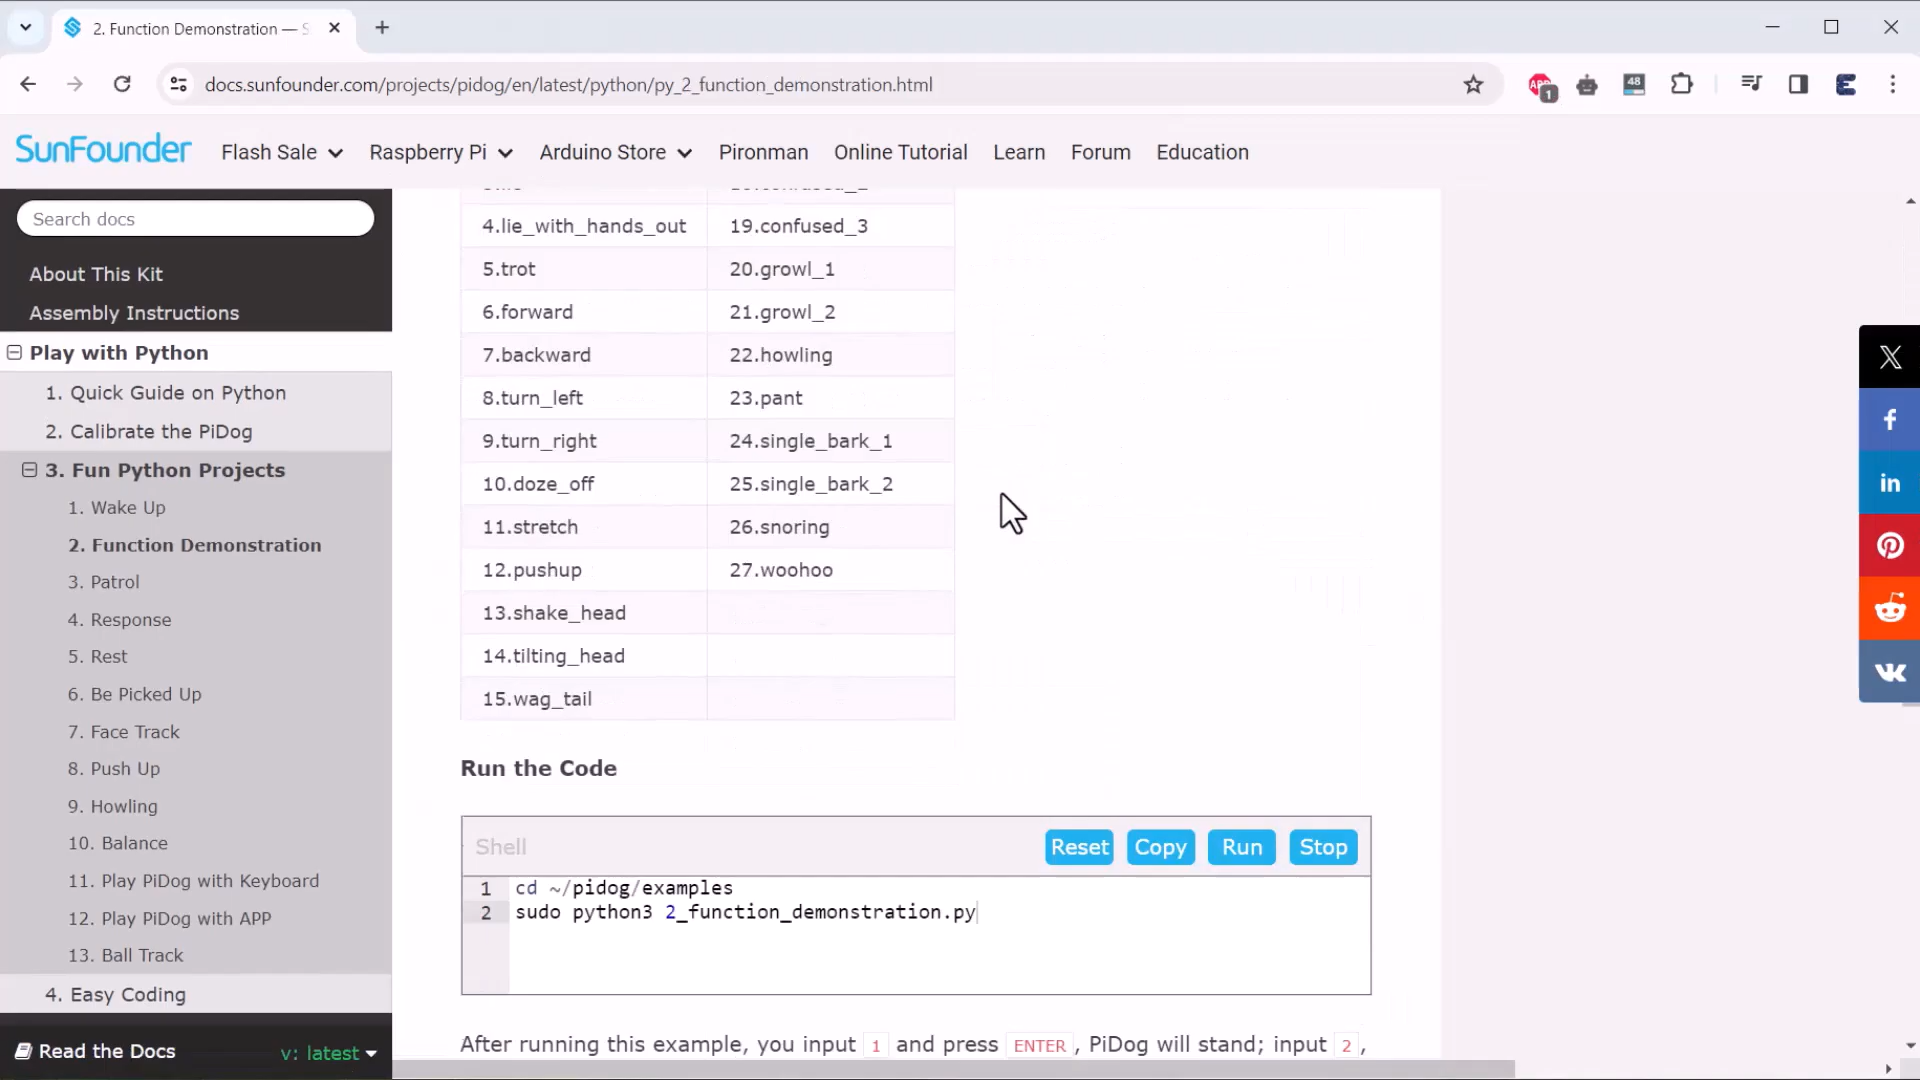 2. Function Demonstration — S
docs.sunfounder.com/projects/pidog/en/latest/python/py_2_function_demonstration.html
1
48
SunFounder
Flash Sale
Raspberry Pi
Arduino Store
Pironman
Online Tutorial
Learn
Forum
Education
Search docs
About This Kit
Assembly Instructions
Play with Python
1. Quick Guide on Python
2. Calibrate the PiDog
3. Fun Python Projects
1. Wake Up
2. Function Demonstration
3. Patrol
4. Response
5. Rest
6. Be Picked Up
7. Face Track
8. Push Up
9. Howling
10. Balance
11. Play PiDog with Keyboard
12. Play PiDog with APP
13. Ball Track
4. Easy Coding
Read the Docs
v: latest
4.lie_with_hands_out 19.confused_3
5.trot 20.growl_1
6.forward 21.growl_2
7.backward 22.howling
8.turn_left 23.pant
9.turn_right 24.single_bark_1
10.doze_off 25.single_bark_2
11.stretch 26.snoring
12.pushup 27.woohoo
13.shake_head
14.tilting_head
15.wag_tail
Run the Code
Shell
Reset
Copy
Run
Stop
1 cd ~/pidog/examples
2 sudo python3 2_function_demonstration.py
After running this example, you input 1 and press ENTER, PiDog will stand; input 2,